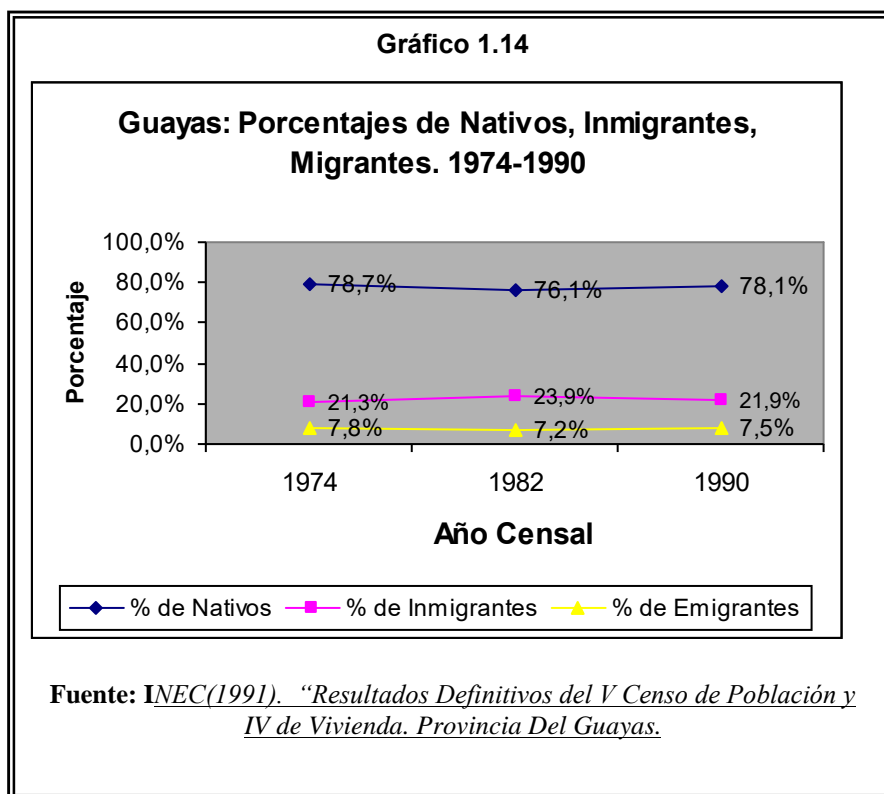 Gráfico 1.14
Guayas: Porcentajes de Nativos, Inmigrantes,
Migrantes. 1974-1990
Porcentaje
100,0%
80,0%
60,0%
40,0%
20,0%
0,0%
78,7%
76,1%
78,1%
21,3%
23,9%
21,9%
7,8%
7,2%
7,5%
1974
1982
1990
Año Censal
% de Nativos
% de Inmigrantes
% de Emigrantes
Fuente: INEC(1991). “Resultados Definitivos del V Censo de Población y
IV de Vivienda. Provincia Del Guayas.